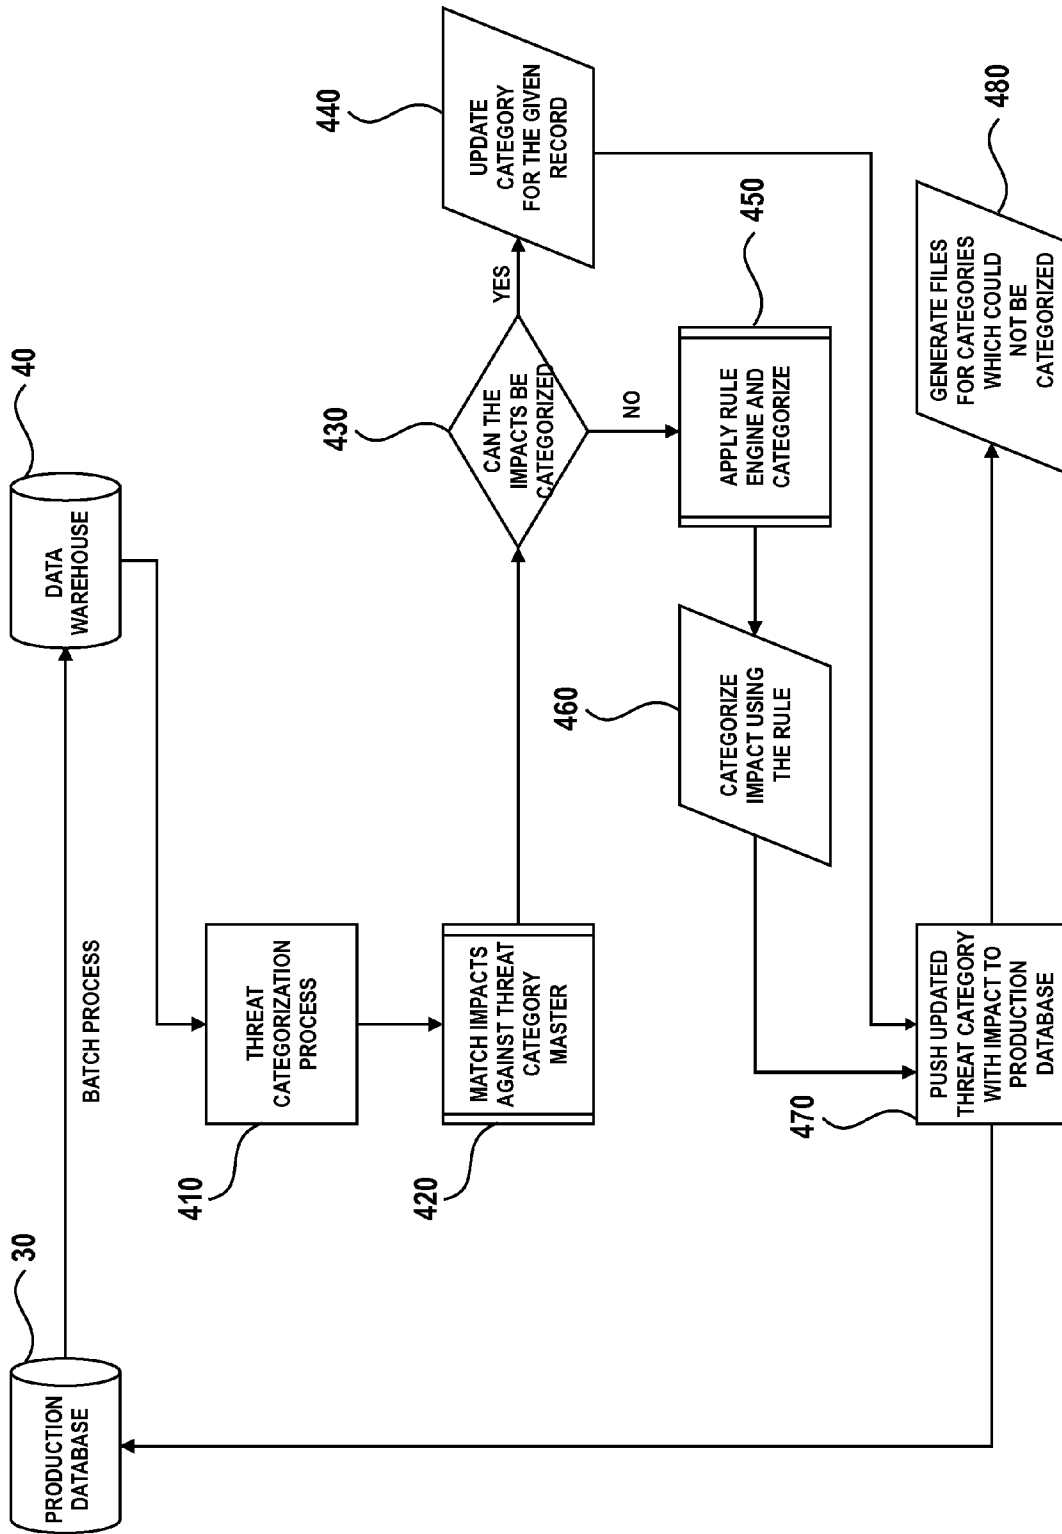 30
PRODUCTION
DATABASE
BATCH PROCESS
40
DATA
WAREHOUSE
410
THREAT
CATEGORIZATION
PROCESS
420
MATCH IMPACTS
AGAINST THREAT
CATEGORY
MASTER
430
CAN THE
IMPACTS BE
CATEGORIZED
YES
440
UPDATE
CATEGORY
FOR THE GIVEN
RECORD
NO
450
APPLY RULE
ENGINE AND
CATEGORIZE
460
CATEGORIZE
IMPACT USING
THE RULE
470
PUSH UPDATED
THREAT CATEGORY
WITH IMPACT TO
PRODUCTION
DATABASE
480
GENERATE FILES
FOR CATEGORIES
WHICH COULD
NOT BE
CATEGORIZED